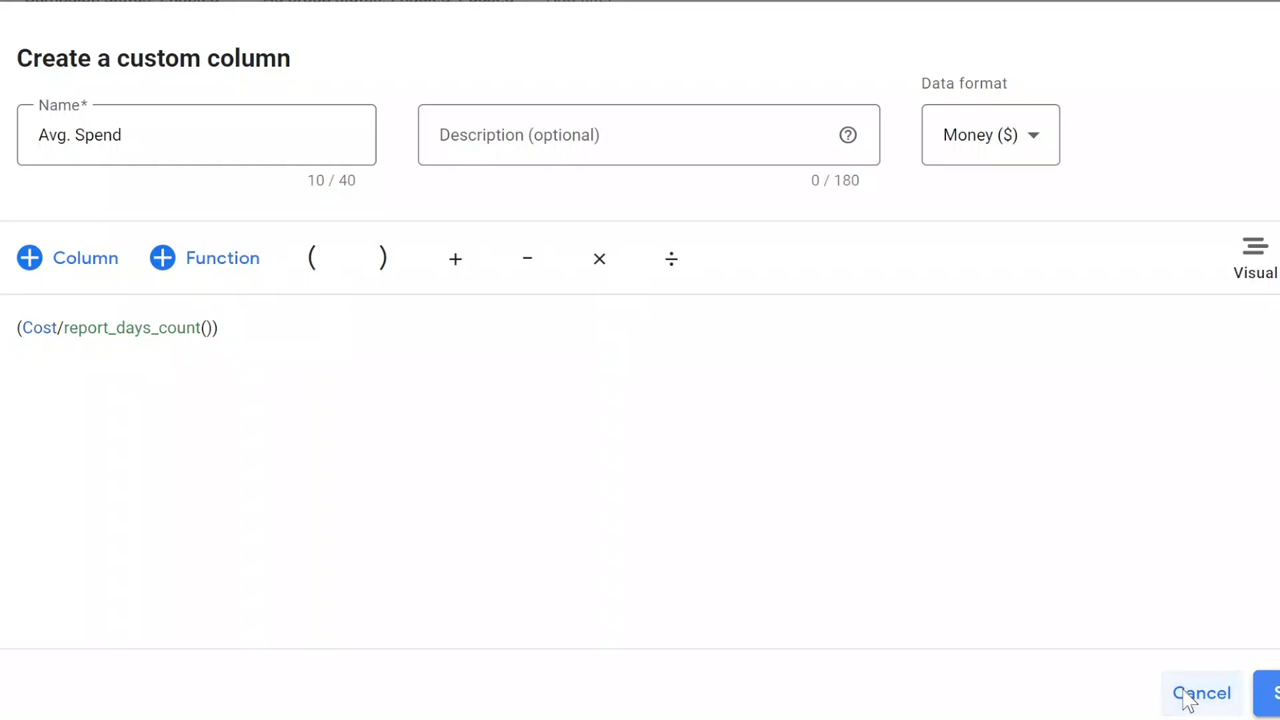 Create a custom column
Name*
Avg. Spend
10 / 40
Description (optional)
0 / 180
Data format
Money ($)
Column
Function
( ) + - × ÷
Visual
(Cost/report_days_count())
Cancel